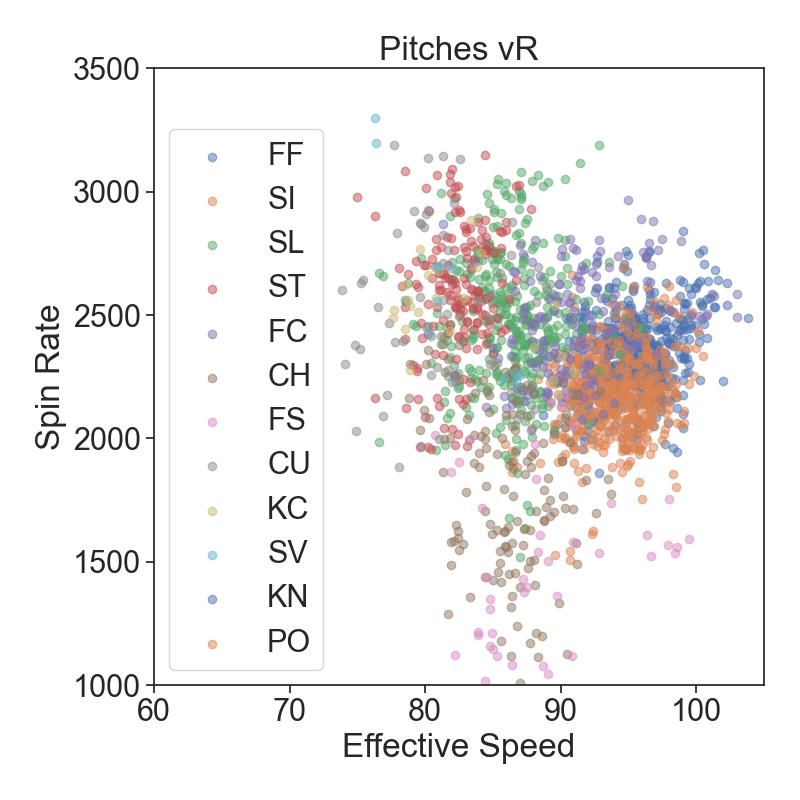 Pitches vR
3500
3000
2500
2000
1500
1000
Spin Rate
FF
SI
SL
ST
FC
CH
FS
CU
KC
SV
KN
PO
60 70 80 90 100
Effective Speed